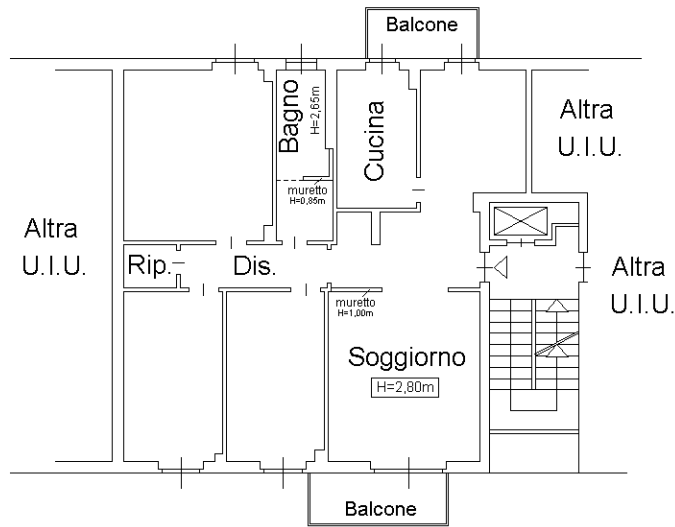 Balcone
Bagno
H=2,65m
Cucina
Altra
U.I.U.
muretto
H=0,85m
Altra
U.I.U.
Rip.
Dis.
Altra
U.I.U.
muretto
H=1,00m
Soggiorno
H=2,80m
Balcone